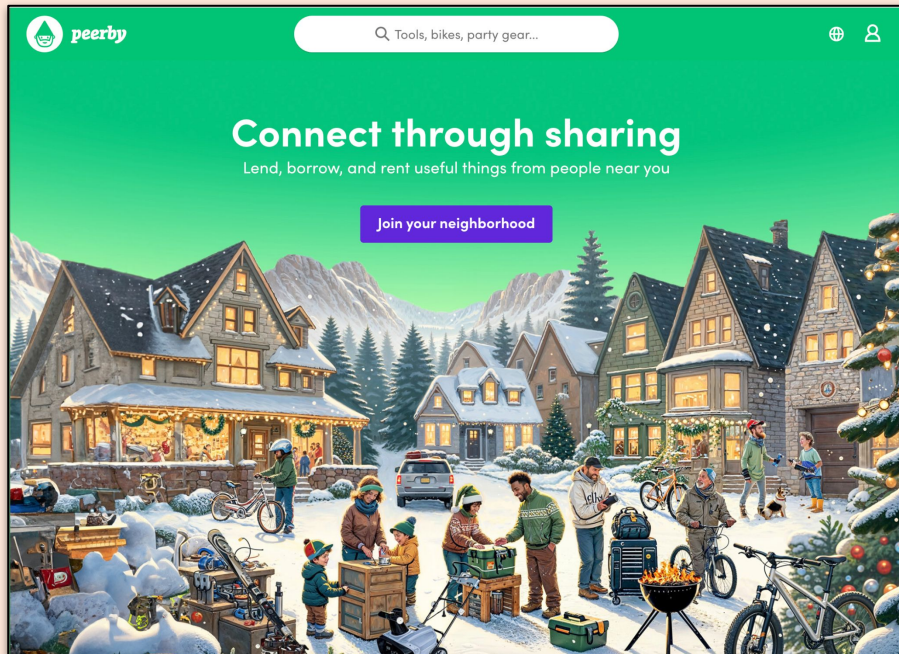 peerby
Tools, bikes, party gear...
Connect through sharing
Lend, borrow, and rent useful things from people near you
Join your neighborhood